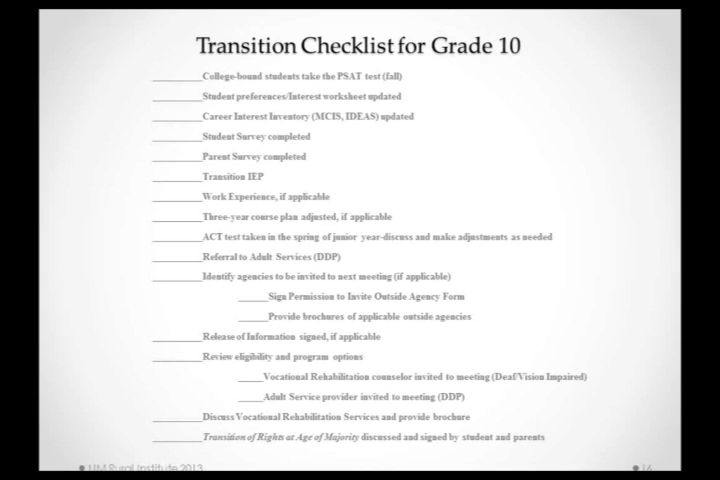 Transition Checklist for Grade 10
__________College-bound students take the PSAT test (fall)
__________Student preferences/Interest worksheet updated
__________Career Interest Inventory (MCIS, IDEAS) updated
__________Student Survey completed
__________Parent Survey completed
__________Transition IEP
__________Work Experience, if applicable
__________Three-year course plan adjusted, if applicable
__________ACT test taken in the spring of junior year-discuss and make adjustments as needed
__________Referral to Adult Services (DDP)
__________Identify agencies to be invited to next meeting (if applicable)
______Sign Permission to Invite Outside Agency Form
______Provide brochures of applicable outside agencies
__________Release of Information signed, if applicable
__________Review eligibility and program options
_____Vocational Rehabilitation counselor invited to meeting (Deaf/Vision Impaired)
_____Adult Service provider invited to meeting (DDP)
__________Discuss Vocational Rehabilitation Services and provide brochure
__________Transition of Rights at Age of Majority discussed and signed by student and parents
UM Rural Institute 2013
16